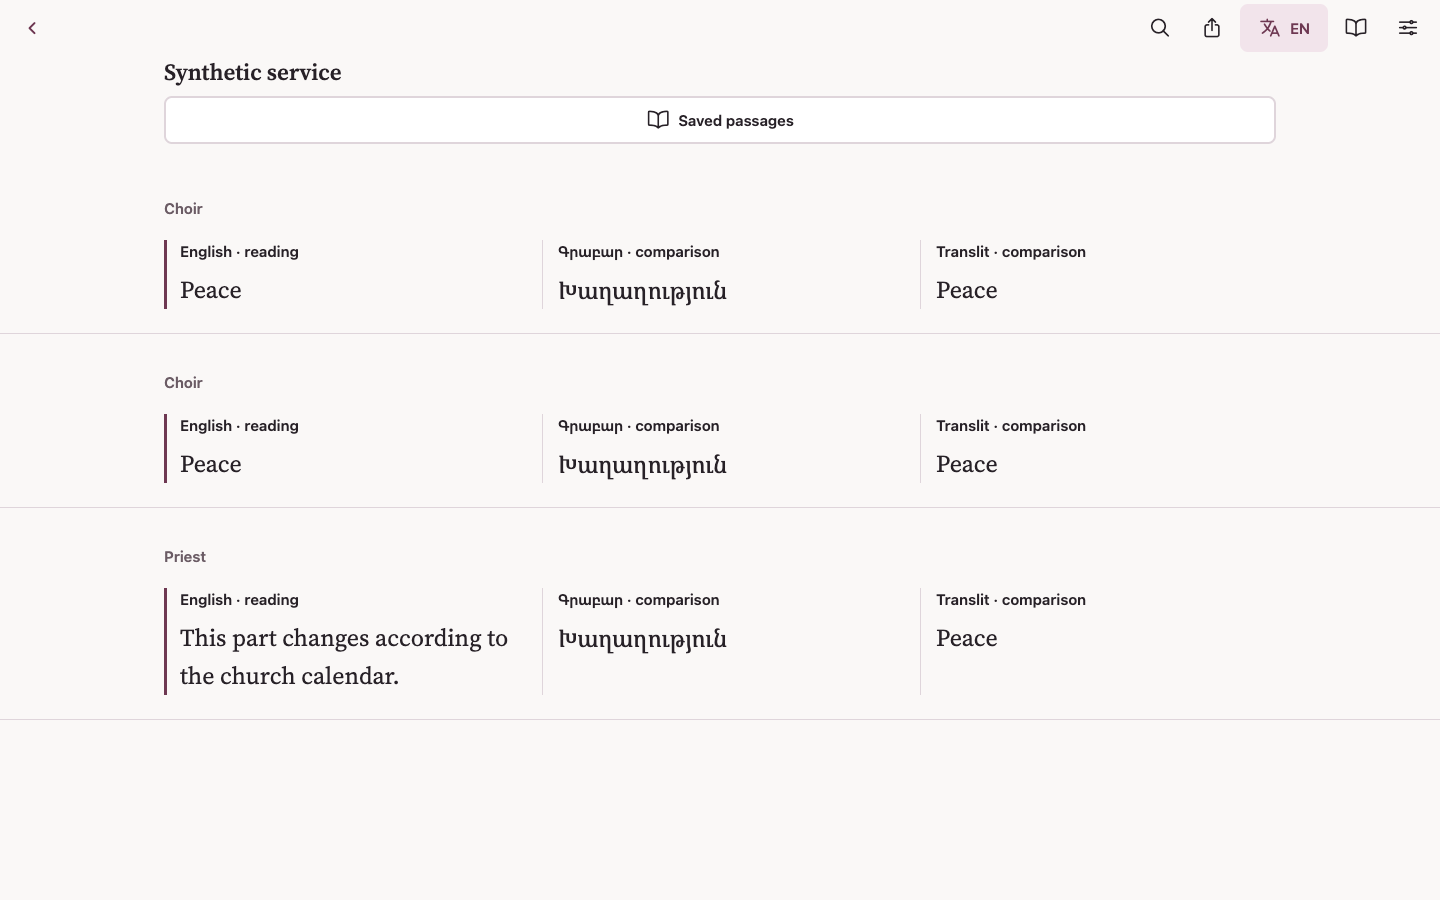 EN
Synthetic service
Saved passages
Choir
English · reading
Peace
Գրաբար · comparison
Խաղաղություն
Translit · comparison
Peace
Choir
English · reading
Peace
Գրաբար · comparison
Խաղաղություն
Translit · comparison
Peace
Priest
English · reading
This part changes according to
the church calendar.
Գրաբար · comparison
Խաղաղություն
Translit · comparison
Peace